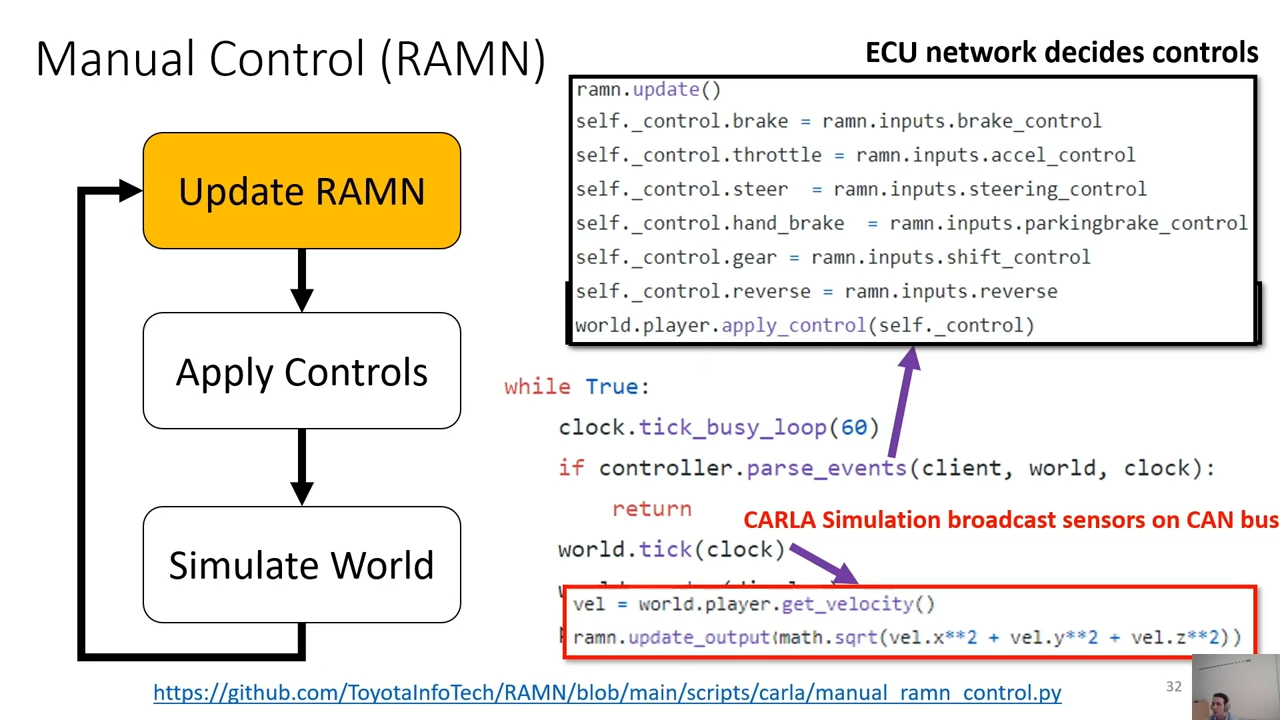 Manual Control (RAMN)
ECU network decides controls
ramn.update()
self._control.brake = ramn.inputs.brake_control
self._control.throttle = ramn.inputs.accel_control
self._control.steer  = ramn.inputs.steering_control
self._control.hand_brake  = ramn.inputs.parkingbrake_control
self._control.gear = ramn.inputs.shift_control
self._control.reverse = ramn.inputs.reverse
world.player.apply_control(self._control)
Update RAMN
Apply Controls
Simulate World
while True:
clock.tick_busy_loop(60)
if controller.parse_events(client, world, clock):
return
CARLA Simulation broadcast sensors on CAN bus
world.tick(clock)
vel = world.player.get_velocity()
ramn.update_output(math.sqrt(vel.x**2 + vel.y**2 + vel.z**2))
https://github.com/ToyotaInfoTech/RAMN/blob/main/scripts/carla/manual_ramn_control.py
32